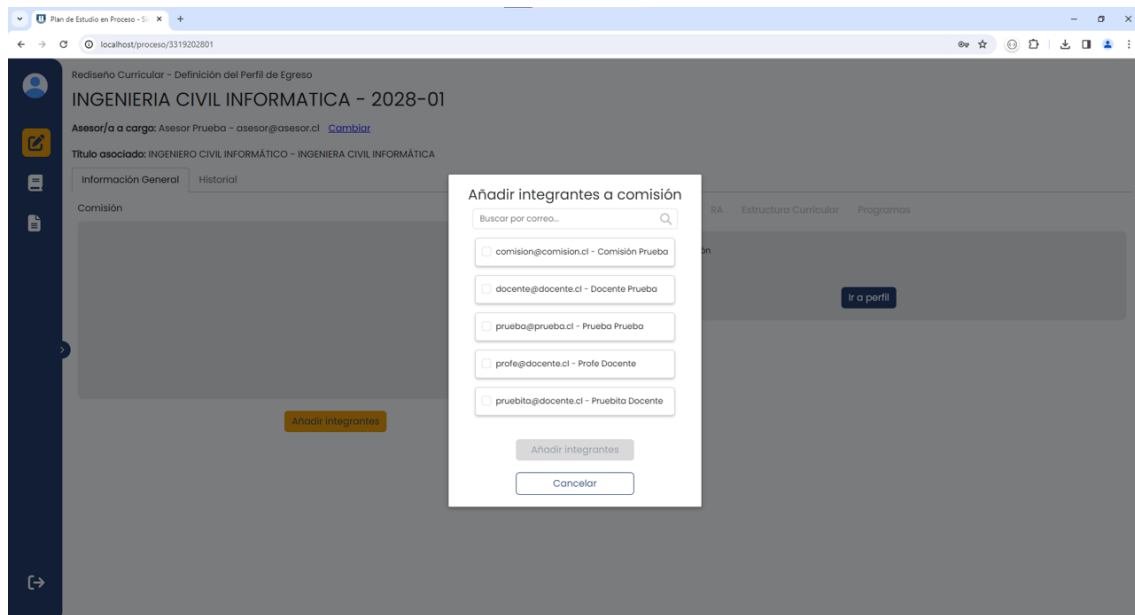 Plan de Estudio en Proceso - Si
localhost/proceso/3319202801
Rediseño Curricular - Definición del Perfil de Egreso
INGENIERIA CIVIL INFORMATICA - 2028-01
Asesor/a a cargo: Asesor Prueba - asesor@asesor.cl Cambiar
Título asociado: INGENIERO CIVIL INFORMÁTICO - INGENIERA CIVIL INFORMÁTICA
Información General Historial
Comisión
Añadir integrantes
RA Estructura Curricular Programas
ón
Ir a perfil
Añadir integrantes a comisión
Buscar por correo...
comision@comision.cl - Comisión Prueba
docente@docente.cl - Docente Prueba
prueba@prueba.cl - Prueba Prueba
profe@docente.cl - Profe Docente
pruebita@docente.cl - Pruebita Docente
Añadir integrantes
Cancelar